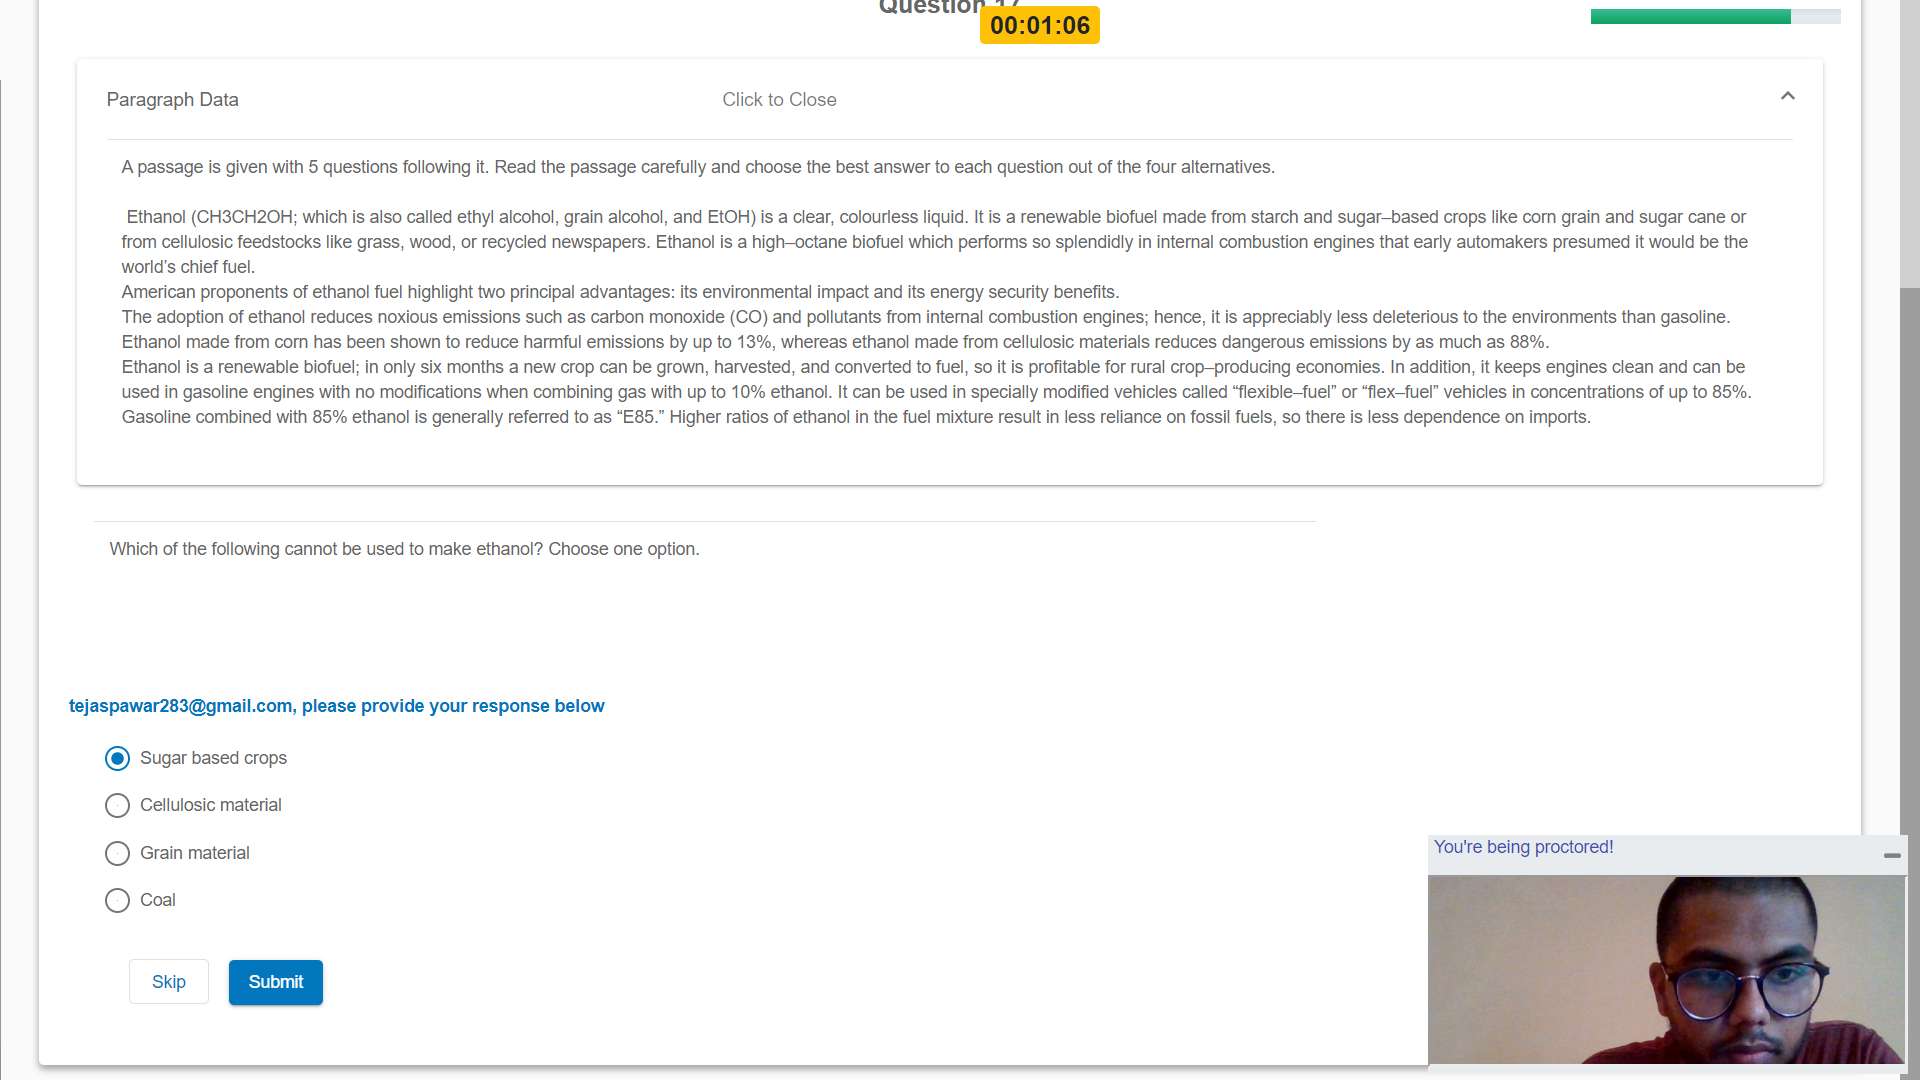 Question 17
00:01:06
Paragraph Data
Click to Close
A passage is given with 5 questions following it. Read the passage carefully and choose the best answer to each question out of the four alternatives.
Ethanol (CH3CH2OH; which is also called ethyl alcohol, grain alcohol, and EtOH) is a clear, colourless liquid. It is a renewable biofuel made from starch and sugar–based crops like corn grain and sugar cane or
from cellulosic feedstocks like grass, wood, or recycled newspapers. Ethanol is a high–octane biofuel which performs so splendidly in internal combustion engines that early automakers presumed it would be the
world’s chief fuel.
American proponents of ethanol fuel highlight two principal advantages: its environmental impact and its energy security benefits.
The adoption of ethanol reduces noxious emissions such as carbon monoxide (CO) and pollutants from internal combustion engines; hence, it is appreciably less deleterious to the environments than gasoline.
Ethanol made from corn has been shown to reduce harmful emissions by up to 13%, whereas ethanol made from cellulosic materials reduces dangerous emissions by as much as 88%.
Ethanol is a renewable biofuel; in only six months a new crop can be grown, harvested, and converted to fuel, so it is profitable for rural crop–producing economies. In addition, it keeps engines clean and can be
used in gasoline engines with no modifications when combining gas with up to 10% ethanol. It can be used in specially modified vehicles called “flexible–fuel” or “flex–fuel” vehicles in concentrations of up to 85%.
Gasoline combined with 85% ethanol is generally referred to as “E85.” Higher ratios of ethanol in the fuel mixture result in less reliance on fossil fuels, so there is less dependence on imports.
Which of the following cannot be used to make ethanol? Choose one option.
tejaspawar283@gmail.com, please provide your response below
Sugar based crops
Cellulosic material
Grain material
Coal
Skip
Submit
You're being proctored!